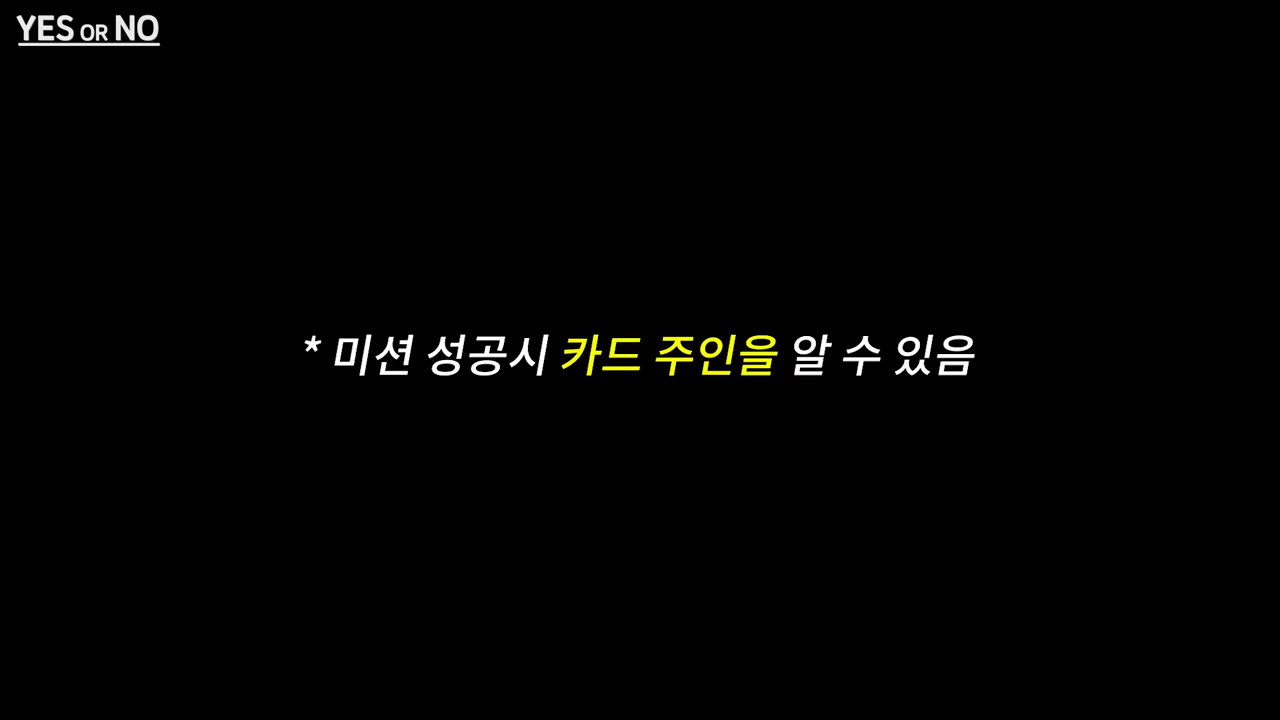 YES OR NO
* 미션 성공시 카드 주인을 알 수 있음